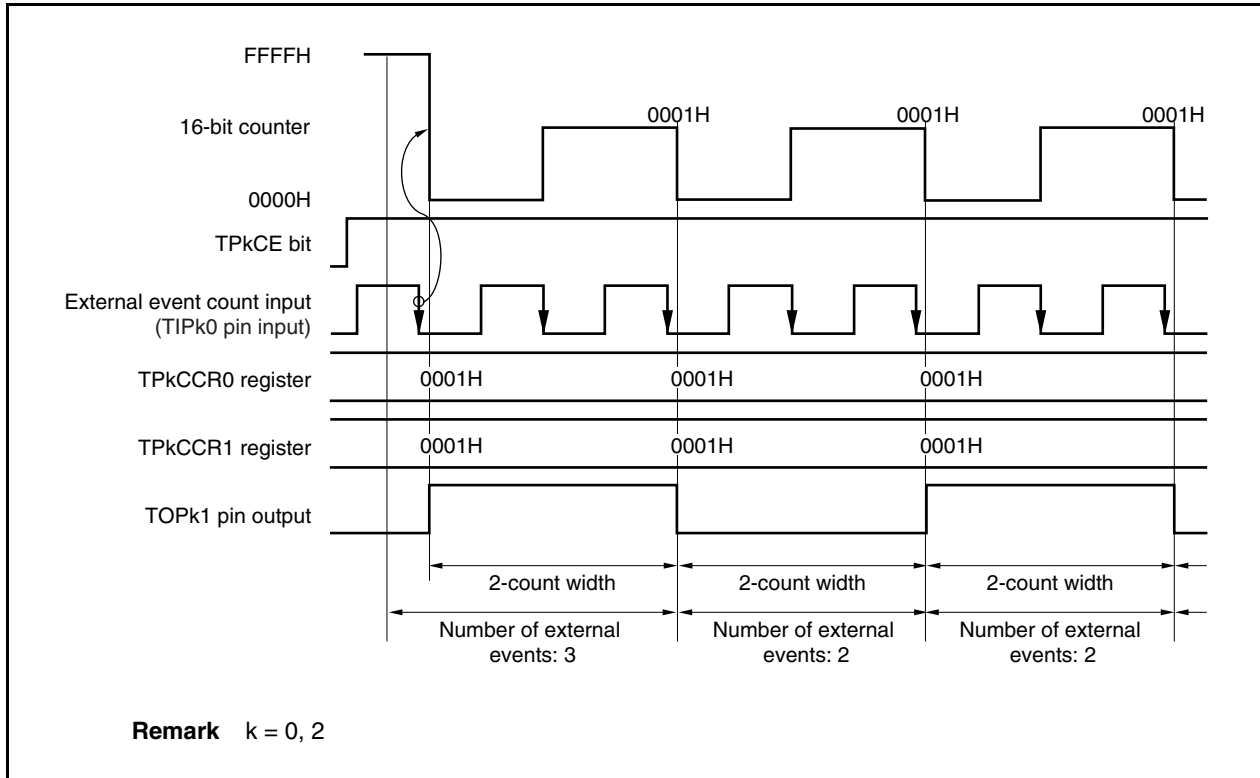 FFFFH
16-bit counter
0001H 0001H 0001H
0000H
TPkCE bit
External event count input
(TIPk0 pin input)
TPkCCR0 register
0001H 0001H 0001H
TPkCCR1 register
0001H 0001H 0001H
TOPk1 pin output
2-count width 2-count width 2-count width
Number of external
events: 3
Number of external
events: 2
Number of external
events: 2
Remark k = 0, 2